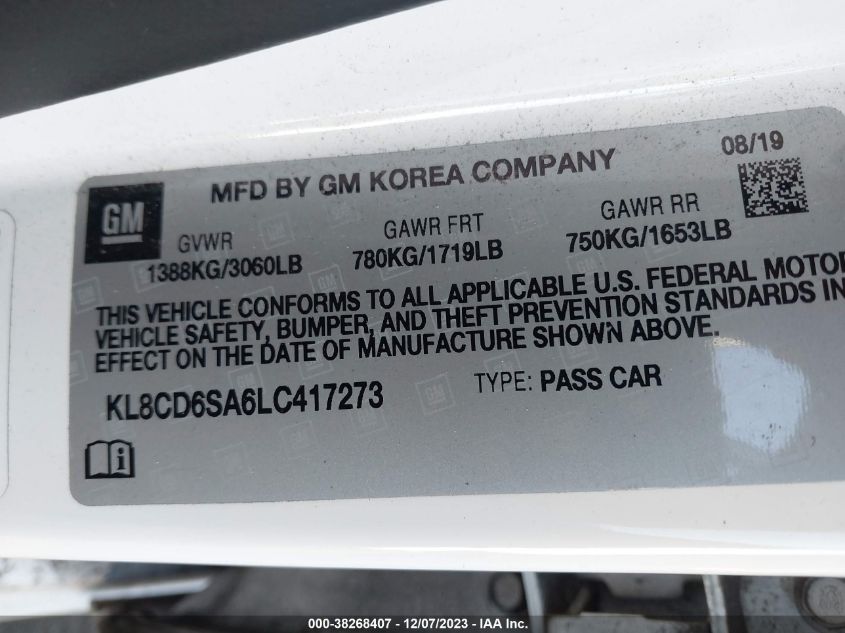 08/19
MFD BY GM KOREA COMPANY
GM
GVWR GAWR FRT GAWR RR
1388KG/3060LB 780KG/1719LB 750KG/1653LB
THIS VEHICLE CONFORMS TO ALL APPLICABLE U.S. FEDERAL MOTOR
VEHICLE SAFETY, BUMPER, AND THEFT PREVENTION STANDARDS IN
EFFECT ON THE DATE OF MANUFACTURE SHOWN ABOVE.
KL8CD6SA6LC417273 TYPE: PASS CAR
000-38268407 - 12/07/2023 - © IAA Holdings, LLC.